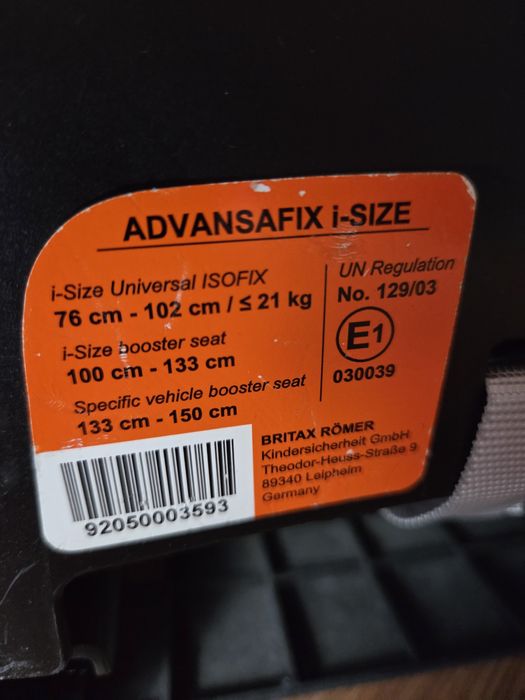 ADVANSAFIX i-SIZE
i-Size Universal ISOFIX
76 cm - 102 cm / ≤ 21 kg
i-Size booster seat
100 cm - 133 cm
Specific vehicle booster seat
133 cm - 150 cm
UN Regulation
No. 129/03
E1
030039
BRITAX RÖMER
Kindersicherheit GmbH
Theodor-Heuss-Straße 9
89340 Leipheim
Germany
92050003593